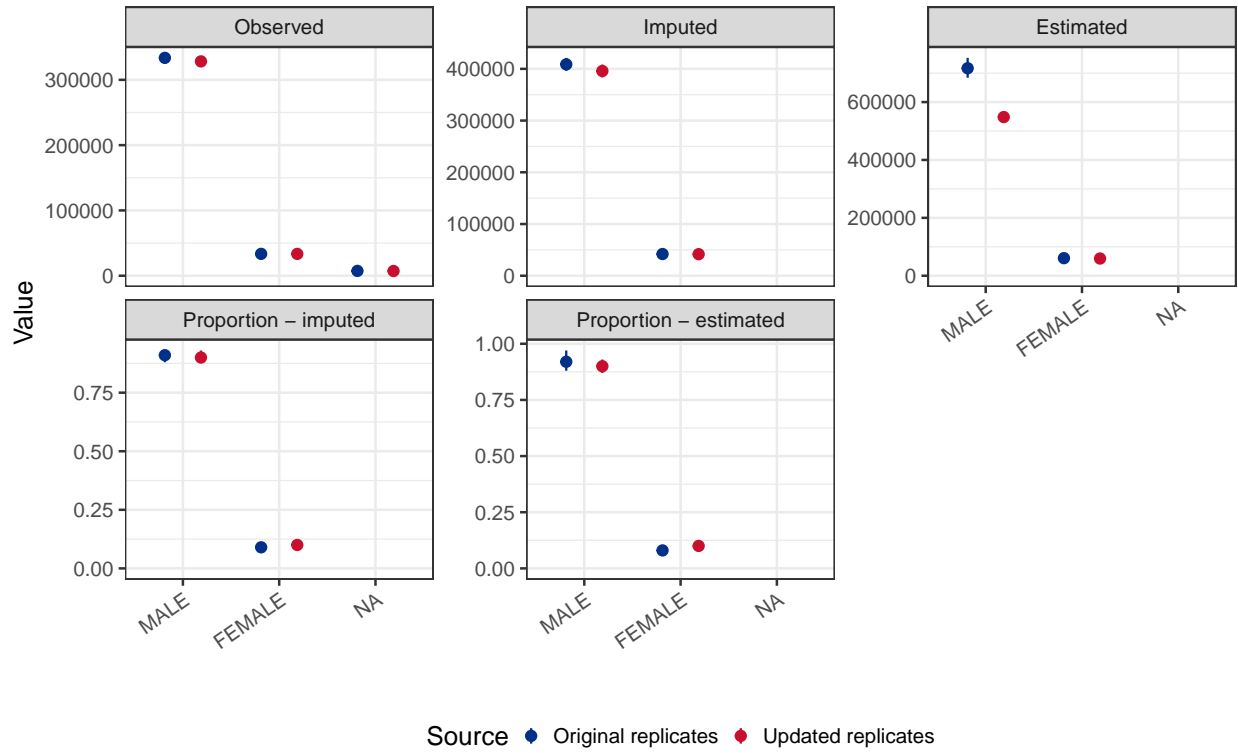 Observed
Imputed
Estimated
300000
200000
100000
0
400000
300000
200000
100000
0
600000
400000
200000
0
MALE
FEMALE
NA
Value
Proportion − imputed
Proportion − estimated
0.75
0.50
0.25
0.00
1.00
0.75
0.50
0.25
0.00
MALE
FEMALE
NA
MALE
FEMALE
NA
Source Original replicates Updated replicates